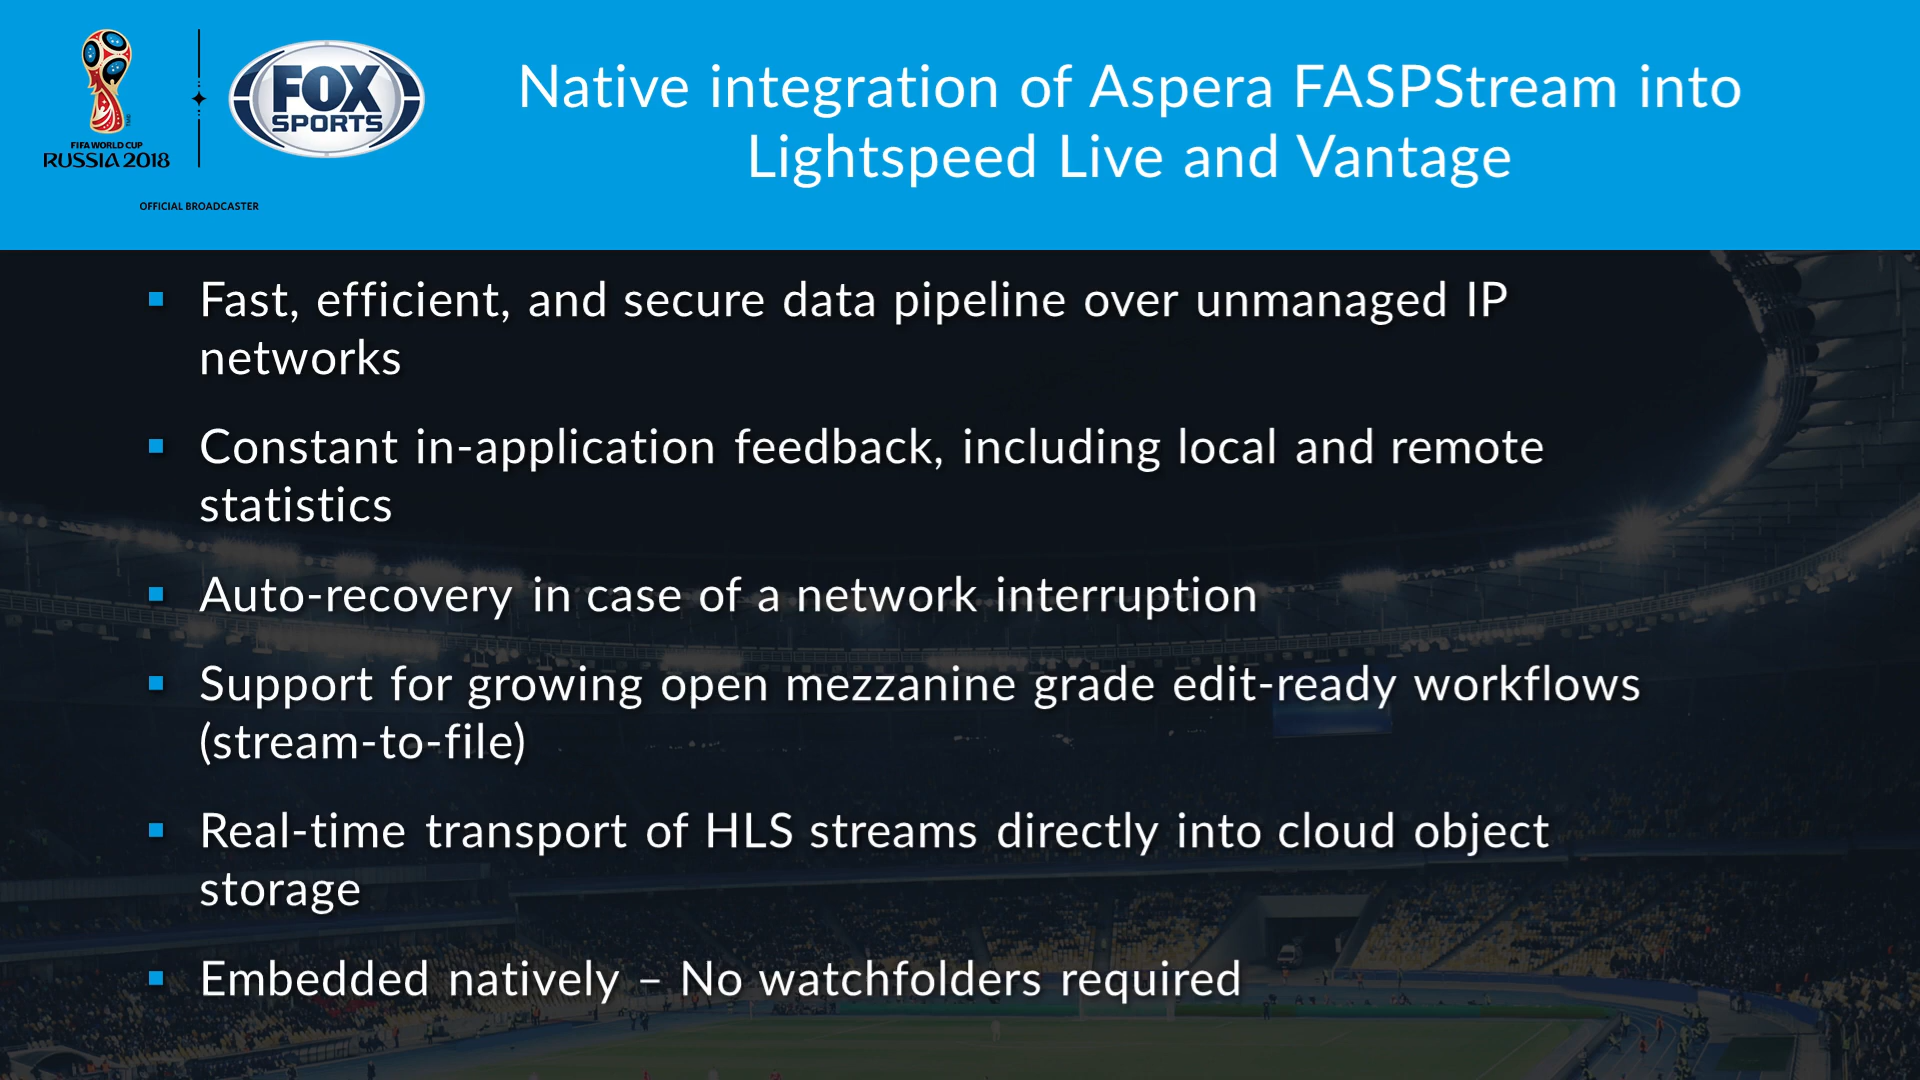 FIFA WORLD CUP
RUSSIA 2018
FOX
SPORTS
OFFICIAL BROADCASTER
Native integration of Aspera FASPStream into
Lightspeed Live and Vantage
Fast, efficient, and secure data pipeline over unmanaged IP
networks
Constant in-application feedback, including local and remote
statistics
Auto-recovery in case of a network interruption
Support for growing open mezzanine grade edit-ready workflows
(stream-to-file)
Real-time transport of HLS streams directly into cloud object
storage
Embedded natively – No watchfolders required